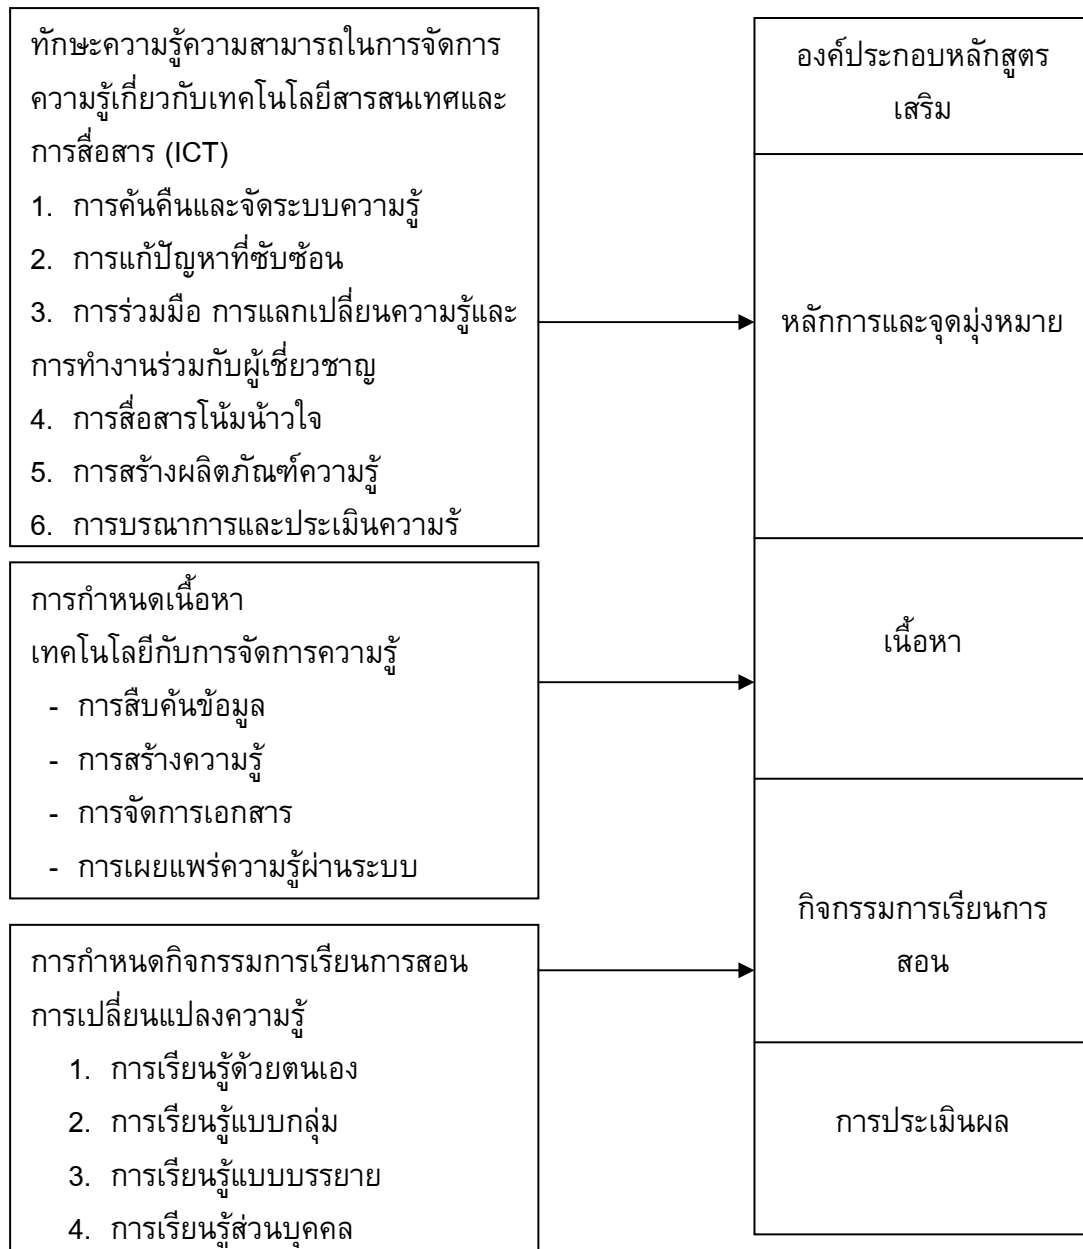 ทักษะความรู้ความสามารถในการจัดการ
ความรู้เกี่ยวกับเทคโนโลยีสารสนเทศและ
การสื่อสาร (ICT)
1. การค้นคืนและจัดระบบความรู้
2. การแก้ปัญหาที่ซับซ้อน
3. การร่วมมือ การแลกเปลี่ยนความรู้และ
การทำงานร่วมกับผู้เชี่ยวชาญ
4. การสื่อสารโน้มน้าวใจ
5. การสร้างผลิตภัณฑ์ความรู้
6. การบรณาการและประเมินความร้
การกำหนดเนื้อหา
เทคโนโลยีกับการจัดการความรู้
- การสืบค้นข้อมูล
- การสร้างความรู้
- การจัดการเอกสาร
- การเผยแพร่ความรู้ผ่านระบบ
การกำหนดกิจกรรมการเรียนการสอน
การเปลี่ยนแปลงความรู้
1. การเรียนรู้ด้วยตนเอง
2. การเรียนรู้แบบกลุ่ม
3. การเรียนรู้แบบบรรยาย
4. การเรียนรู้ส่วนบุคคล
องค์ประกอบหลักสูตร
เสริม
หลักการและจุดมุ่งหมาย
เนื้อหา
กิจกรรมการเรียนการ
สอน
การประเมินผล